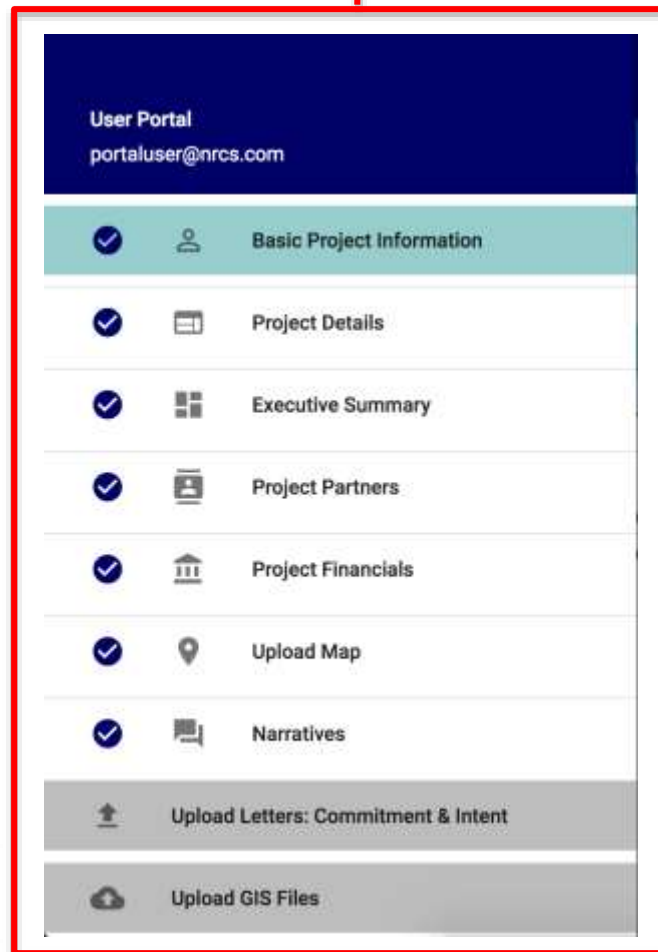 User Portal
portaluser@nrcs.com
Basic Project Information
Project Details
Executive Summary
Project Partners
Project Financials
Upload Map
Narratives
Upload Letters: Commitment & Intent
Upload GIS Files